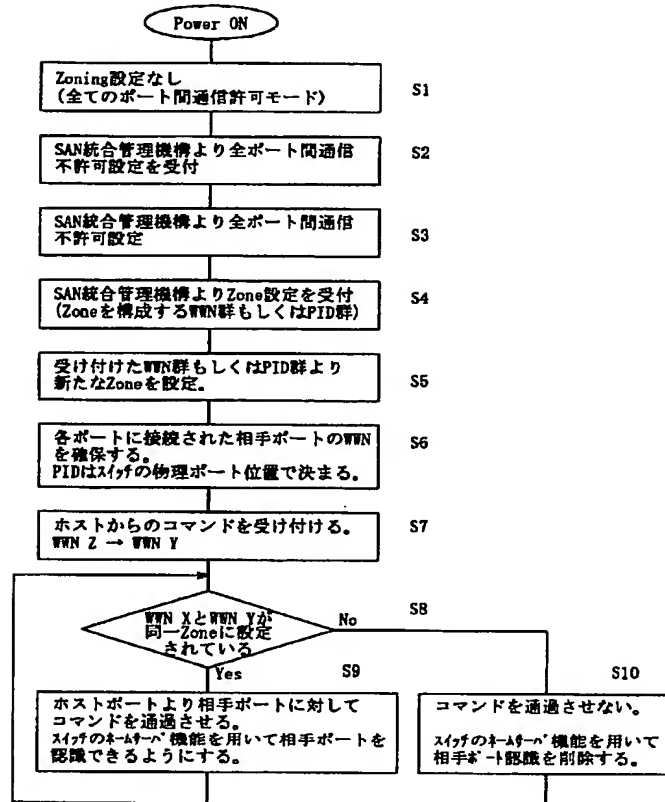 Power ON
Zoning設定なし
(全てのポート間通信許可モード)
S1
SAN統合管理機構より全ポート間通信
不許可設定を受付
S2
SAN統合管理機構より全ポート間通信
不許可設定
S3
SAN統合管理機構よりZone設定を受付
(Zoneを構成するWWN群もしくはPID群)
S4
受け付けたWWN群もしくはPID群より
新たなZoneを設定。
S5
各ポートに接続された相手ポートのWWN
を確保する。
PIDはスイッチの物理ポート位置で決まる。
S6
ホストからのコマンドを受け付ける。
WWN Z → WWN Y
S7
WWN XとWWN Yが
同一Zoneに設定
されている
No
S8
Yes
S9
S10
ホストポートより相手ポートに対して
コマンドを通過させる。
スイッチのネームサーバ機能を用いて相手ポートを
認識できるようにする。
コマンドを通過させない。
スイッチのネームサーバ機能を用いて
相手ポート認識を削除する。